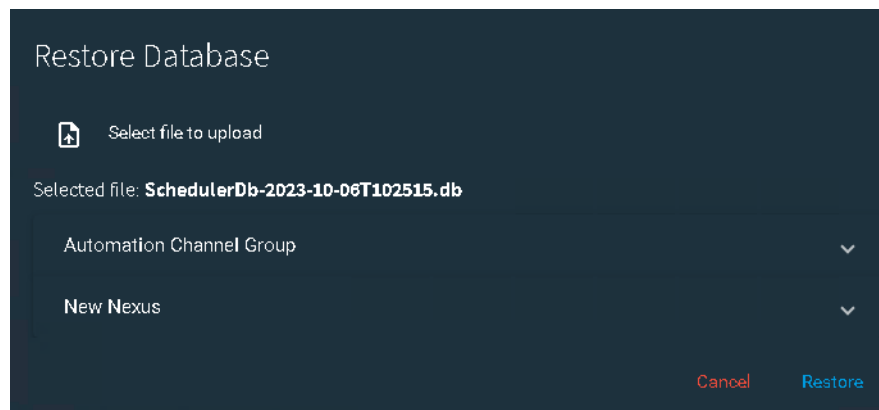 Restore Database
Select file to upload
Selected file: SchedulerDb-2023-10-06T102515.db
Automation Channel Group
New Nexus
Cancel Restore